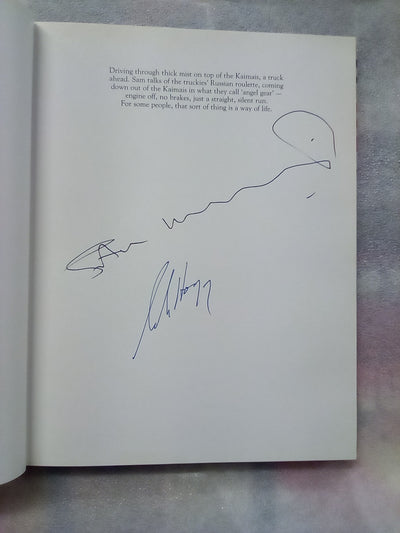 Driving through thick mist on top of the Kaimais, a truck
ahead. Sam talks of the truckies' Russian roulette, coming
down out of the Kaimais in what they call 'angel gear' —
engine off, no brakes, just a straight, silent run.
For some people, that sort of thing is a way of life.